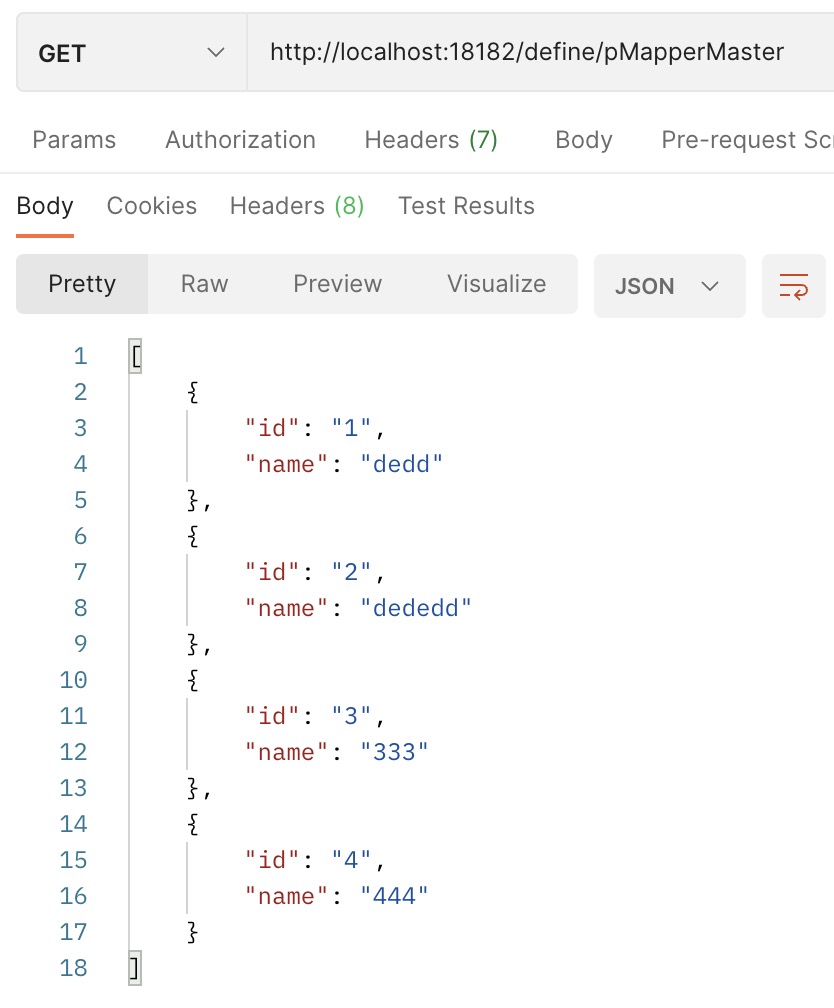 GET http://localhost:18182/define/pMapperMaster
Params Authorization Headers (7) Body Pre-request Scr
Body Cookies Headers (8) Test Results
Pretty Raw Preview Visualize JSON
1 [
2 {
3 "id": "1",
4 "name": "dedd"
5 },
6 {
7 "id": "2",
8 "name": "dededd"
9 },
10 {
11 "id": "3",
12 "name": "333"
13 },
14 {
15 "id": "4",
16 "name": "444"
17 }
18 ]